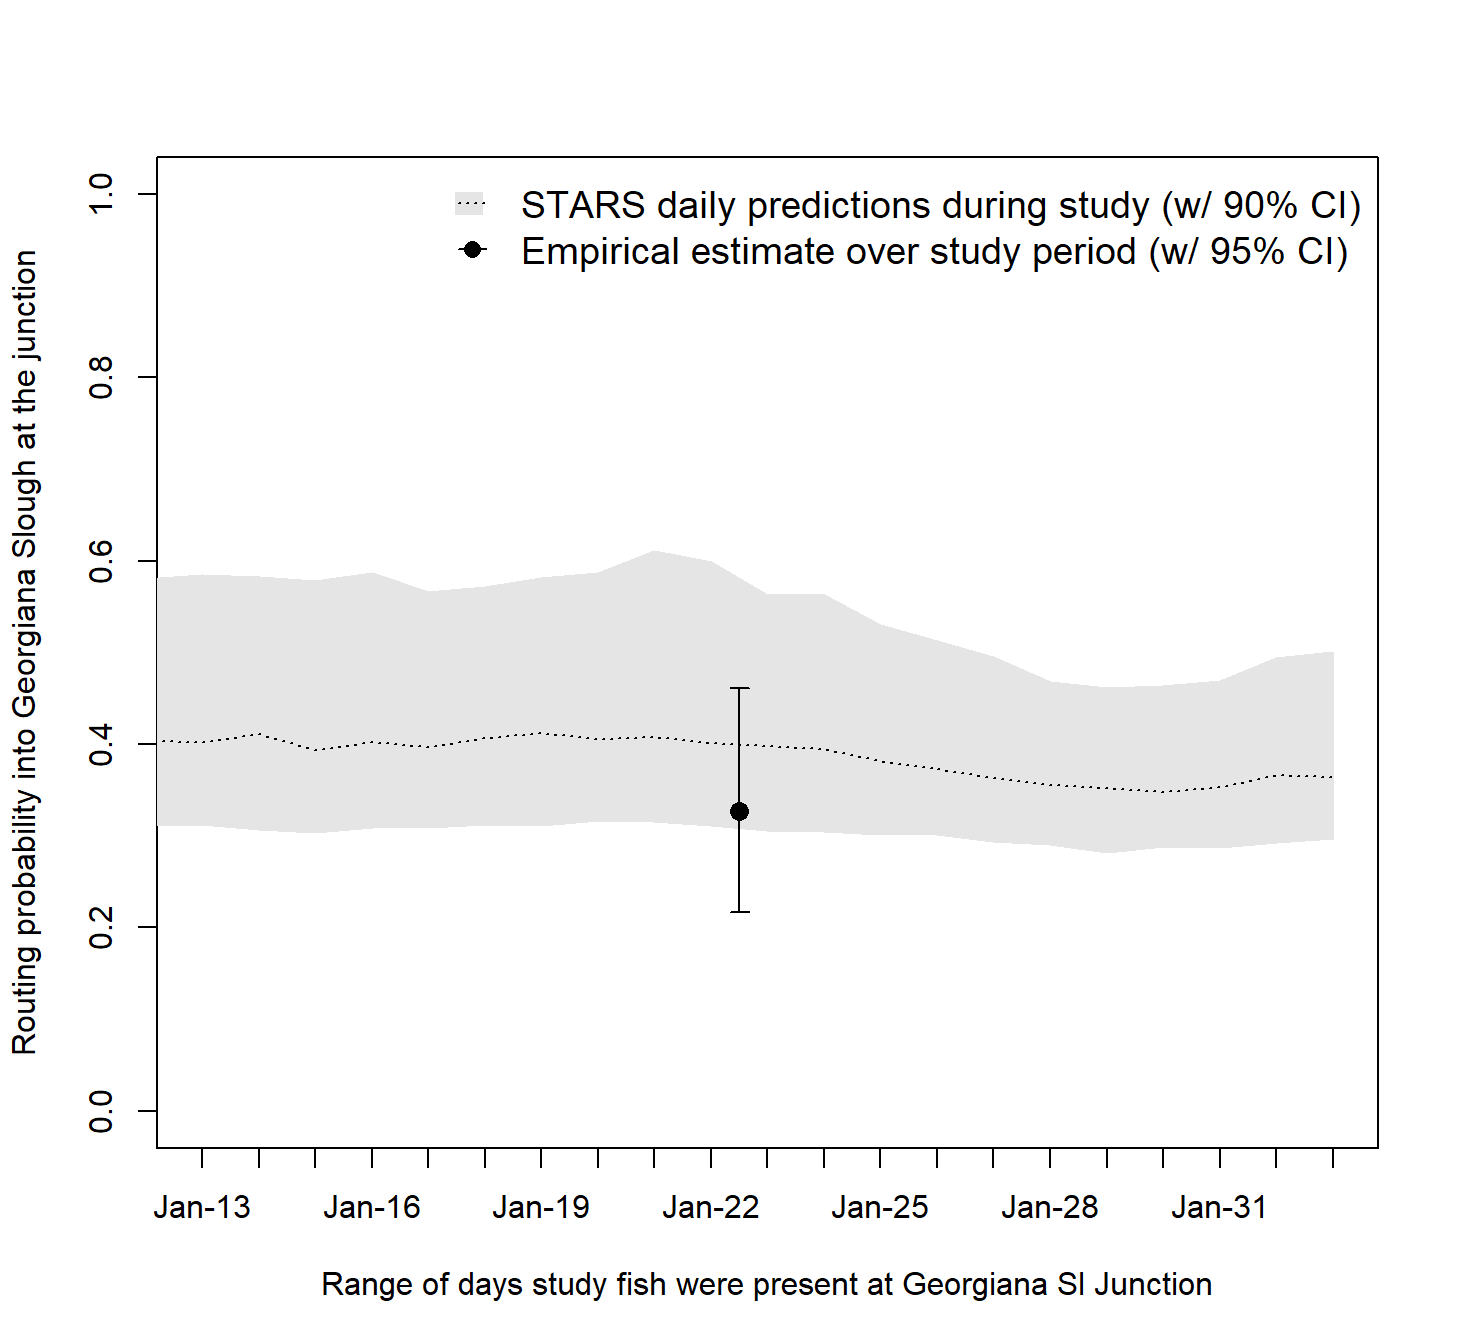 STARS daily predictions during study (w/ 90% CI)
Empirical estimate over study period (w/ 95% CI)
Routing probability into Georgiana Slough at the junction
1.0
0.8
0.6
0.4
0.2
0.0
Jan-13 Jan-16 Jan-19 Jan-22 Jan-25 Jan-28 Jan-31
Range of days study fish were present at Georgiana Sl Junction